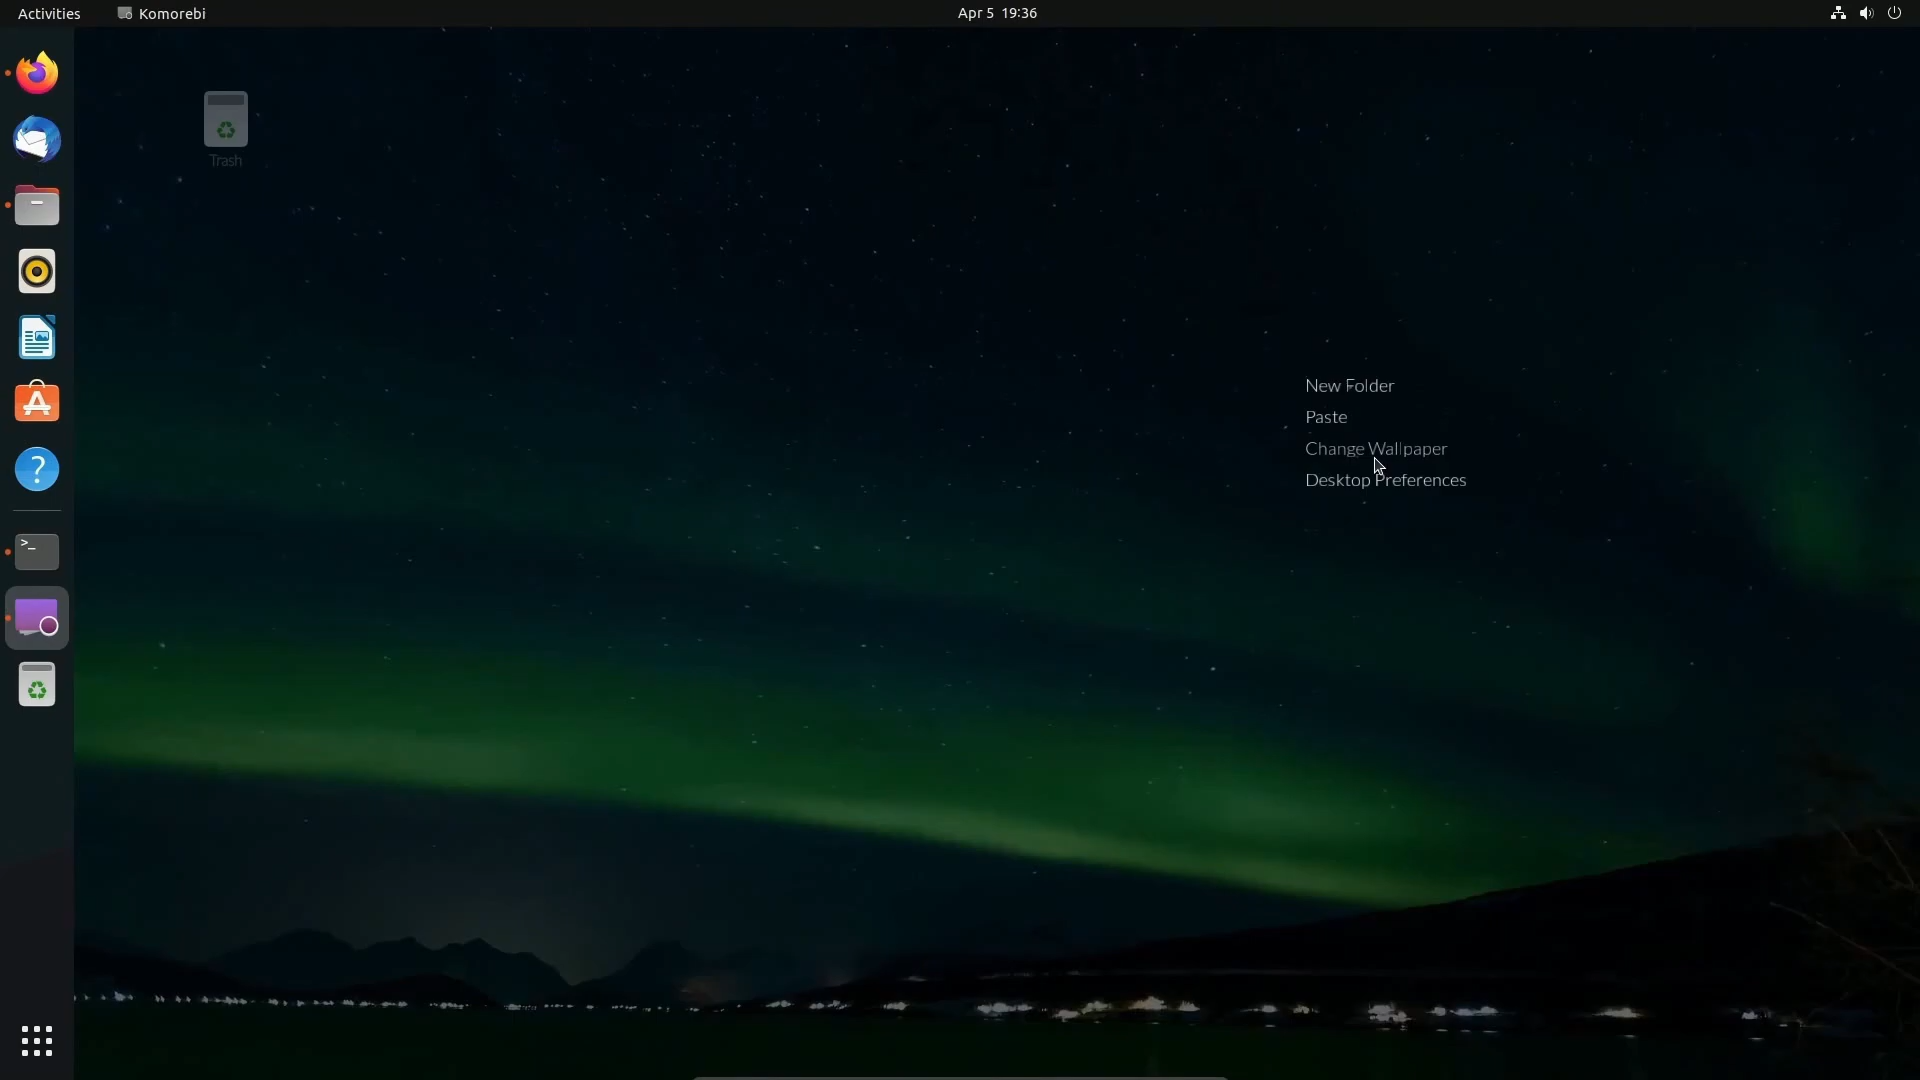 Activities
Komorebi
Apr 5 19:36
Trash
New Folder
Paste
Change Wallpaper
Desktop Preferences